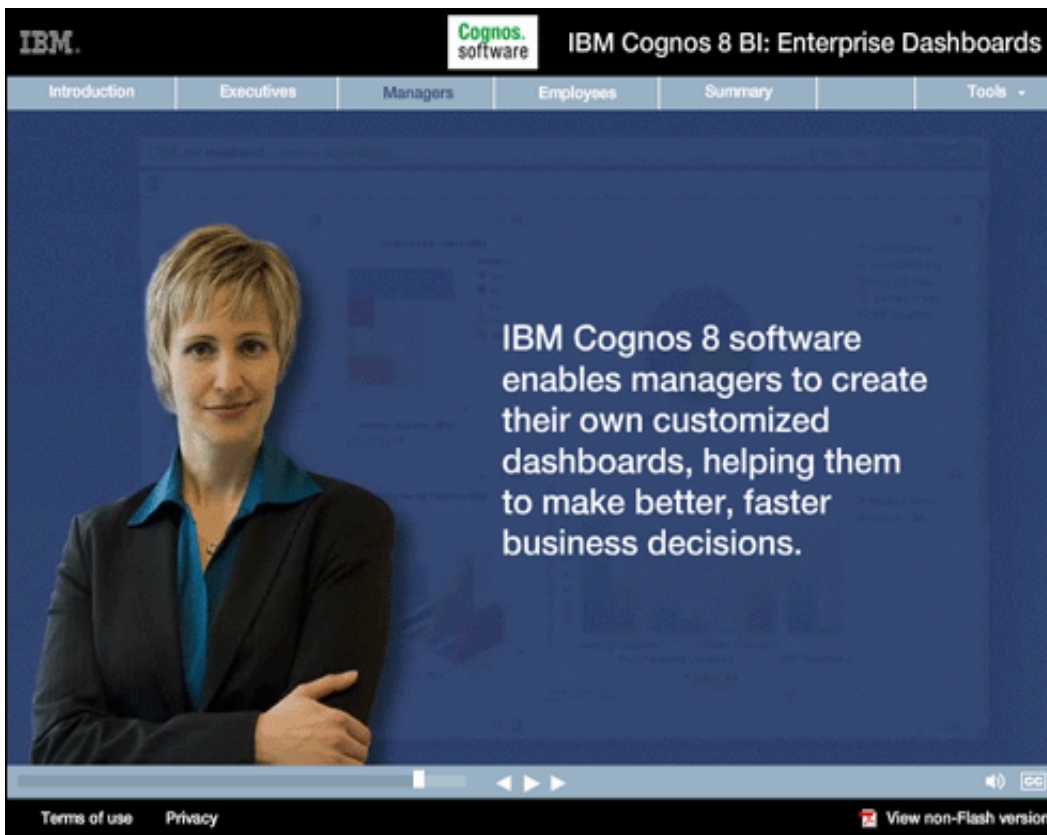 IBM.
Cognos.
software
IBM Cognos 8 BI: Enterprise Dashboards
Introduction
Executives
Managers
Employees
Summary
Tools
IBM Cognos 8 software
enables managers to create
their own customized
dashboards, helping them
to make better, faster
business decisions.
CC
Terms of use
Privacy
View non-Flash version